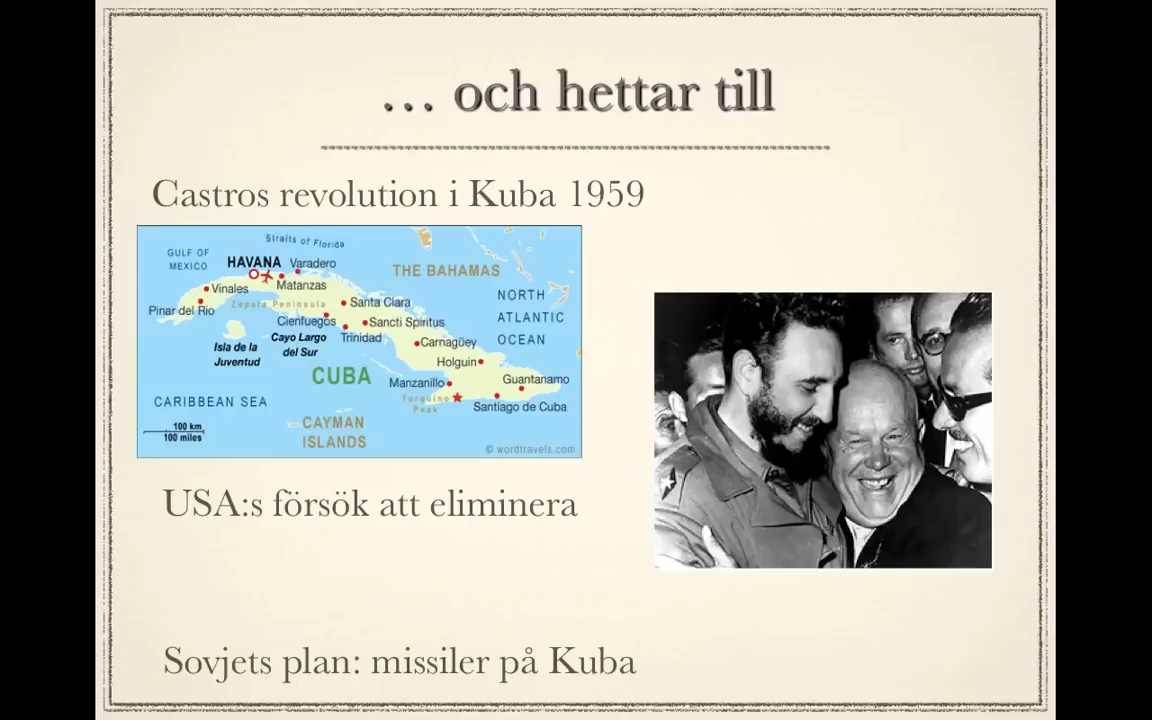 … och hettar till
Castros revolution i Kuba 1959
Straits of Florida
GULF OF
MEXICO
HAVANA
Varadero
THE BAHAMAS
Vinales
Matanzas
NORTH
ATLANTIC
OCEAN
Pinar del Rio
Zapata Peninsula
Santa Clara
Cienfuegos
Sancti Spiritus
Isla de la
Juventud
Cayo Largo
del Sur
Trinidad
Carnagüey
Holguin
CUBA
Manzanillo
Guantanamo
Turquino
Peak
Santiago de Cuba
CARIBBEAN SEA
CAYMAN
ISLANDS
100 km
100 miles
© wordtravels.com
USA:s försök att eliminera
Sovjets plan: missiler på Kuba